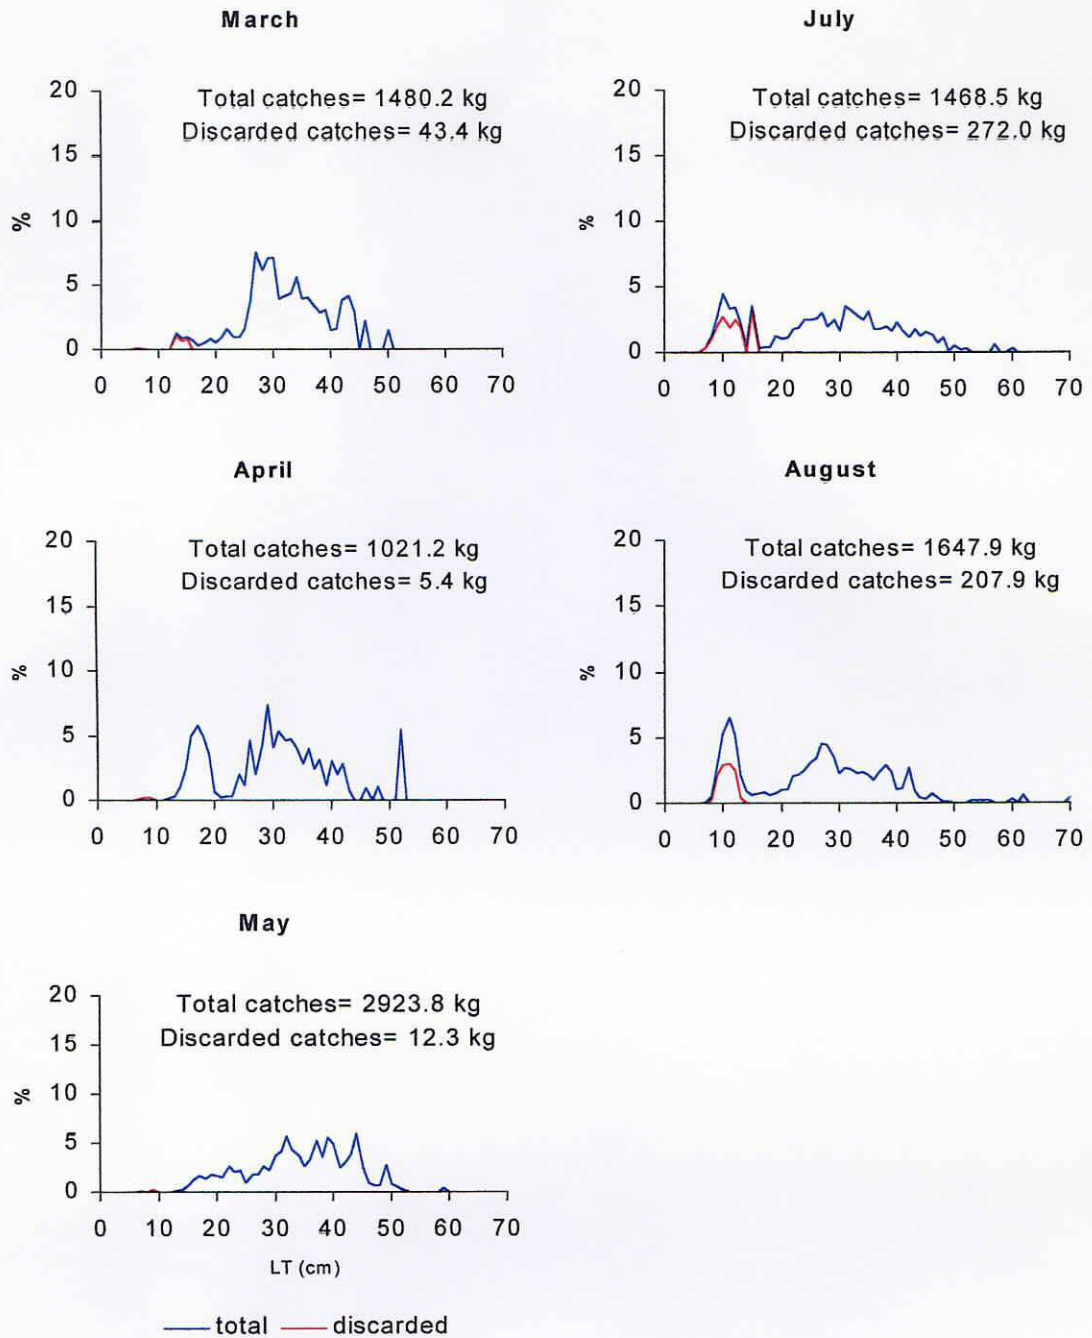 March
Total catches= 1480.2 kg
Discarded catches= 43.4 kg
%
20
15
10
5
0
0 10 20 30 40 50 60 70
July
Total catches= 1468.5 kg
Discarded catches= 272.0 kg
%
20
15
10
5
0
0 10 20 30 40 50 60 70
April
Total catches= 1021.2 kg
Discarded catches= 5.4 kg
%
20
15
10
5
0
0 10 20 30 40 50 60 70
August
Total catches= 1647.9 kg
Discarded catches= 207.9 kg
%
20
15
10
5
0
0 10 20 30 40 50 60 70
May
Total catches= 2923.8 kg
Discarded catches= 12.3 kg
%
20
15
10
5
0
0 10 20 30 40 50 60 70
LT (cm)
total discarded